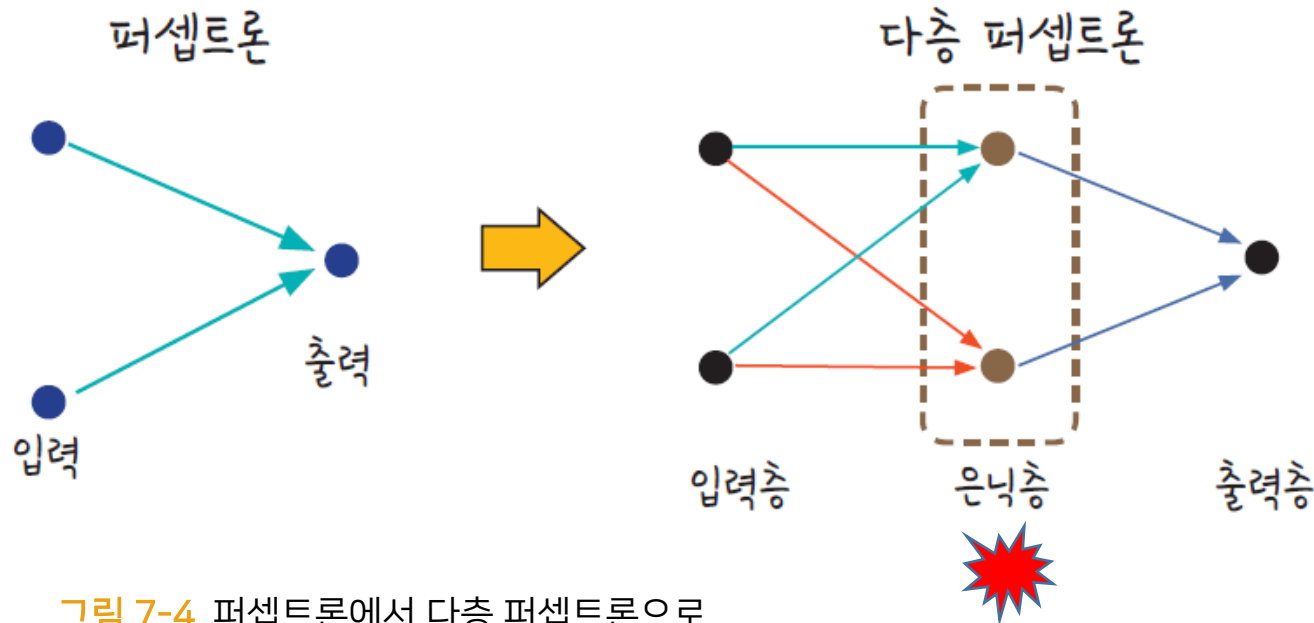 퍼셉트론
다층 퍼셉트론
출력
입력
입력층 은닉층 출력층
그림 7-4 퍼셉트론에서 다층 퍼셉트론으로